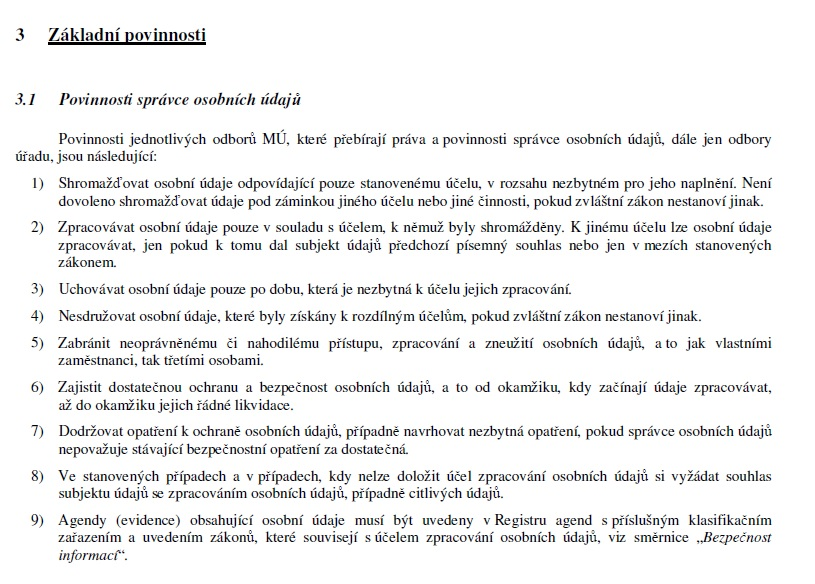 3 Základní povinnosti
3.1 Povinnosti správce osobních údajů
Povinnosti jednotlivých odborů MÚ, které přebírají práva a povinnosti správce osobních údajů, dále jen odbory
úřadu, jsou následující:
1) Shromažďovat osobní údaje odpovídající pouze stanovenému účelu, v rozsahu nezbytném pro jeho naplnění. Není
dovoleno shromažďovat údaje pod záminkou jiného účelu nebo jiné činnosti, pokud zvláštní zákon nestanoví jinak.
2) Zpracovávat osobní údaje pouze v souladu s účelem, k němuž byly shromážděny. K jinému účelu lze osobní údaje
zpracovávat, jen pokud k tomu dal subjekt údajů předchozí písemný souhlas nebo jen v mezích stanovených
zákonem.
3) Uchovávat osobní údaje pouze po dobu, která je nezbytná k účelu jejich zpracování.
4) Nesdružovat osobní údaje, které byly získány k rozdílným účelům, pokud zvláštní zákon nestanoví jinak.
5) Zabránit neoprávněnému či nahodilému přístupu, zpracování a zneužití osobních údajů, a to jak vlastními
zaměstnanci, tak třetími osobami.
6) Zajistit dostatečnou ochranu a bezpečnost osobních údajů, a to od okamžiku, kdy začínají údaje zpracovávat,
až do okamžiku jejich řádné likvidace.
7) Dodržovat opatření k ochraně osobních údajů, případně navrhovat nezbytná opatření, pokud správce osobních údajů
nepovažuje stávající bezpečnostní opatření za dostatečná.
8) Ve stanovených případech a v případech, kdy nelze doložit účel zpracování osobních údajů si vyžádat souhlas
subjektu údajů se zpracováním osobních údajů, případně citlivých údajů.
9) Agendy (evidence) obsahující osobní údaje musí být uvedeny v Registru agend s příslušným klasifikačním
zařazením a uvedením zákonů, které souvisejí s účelem zpracování osobních údajů, viz směrnice „Bezpečnost
informací“.